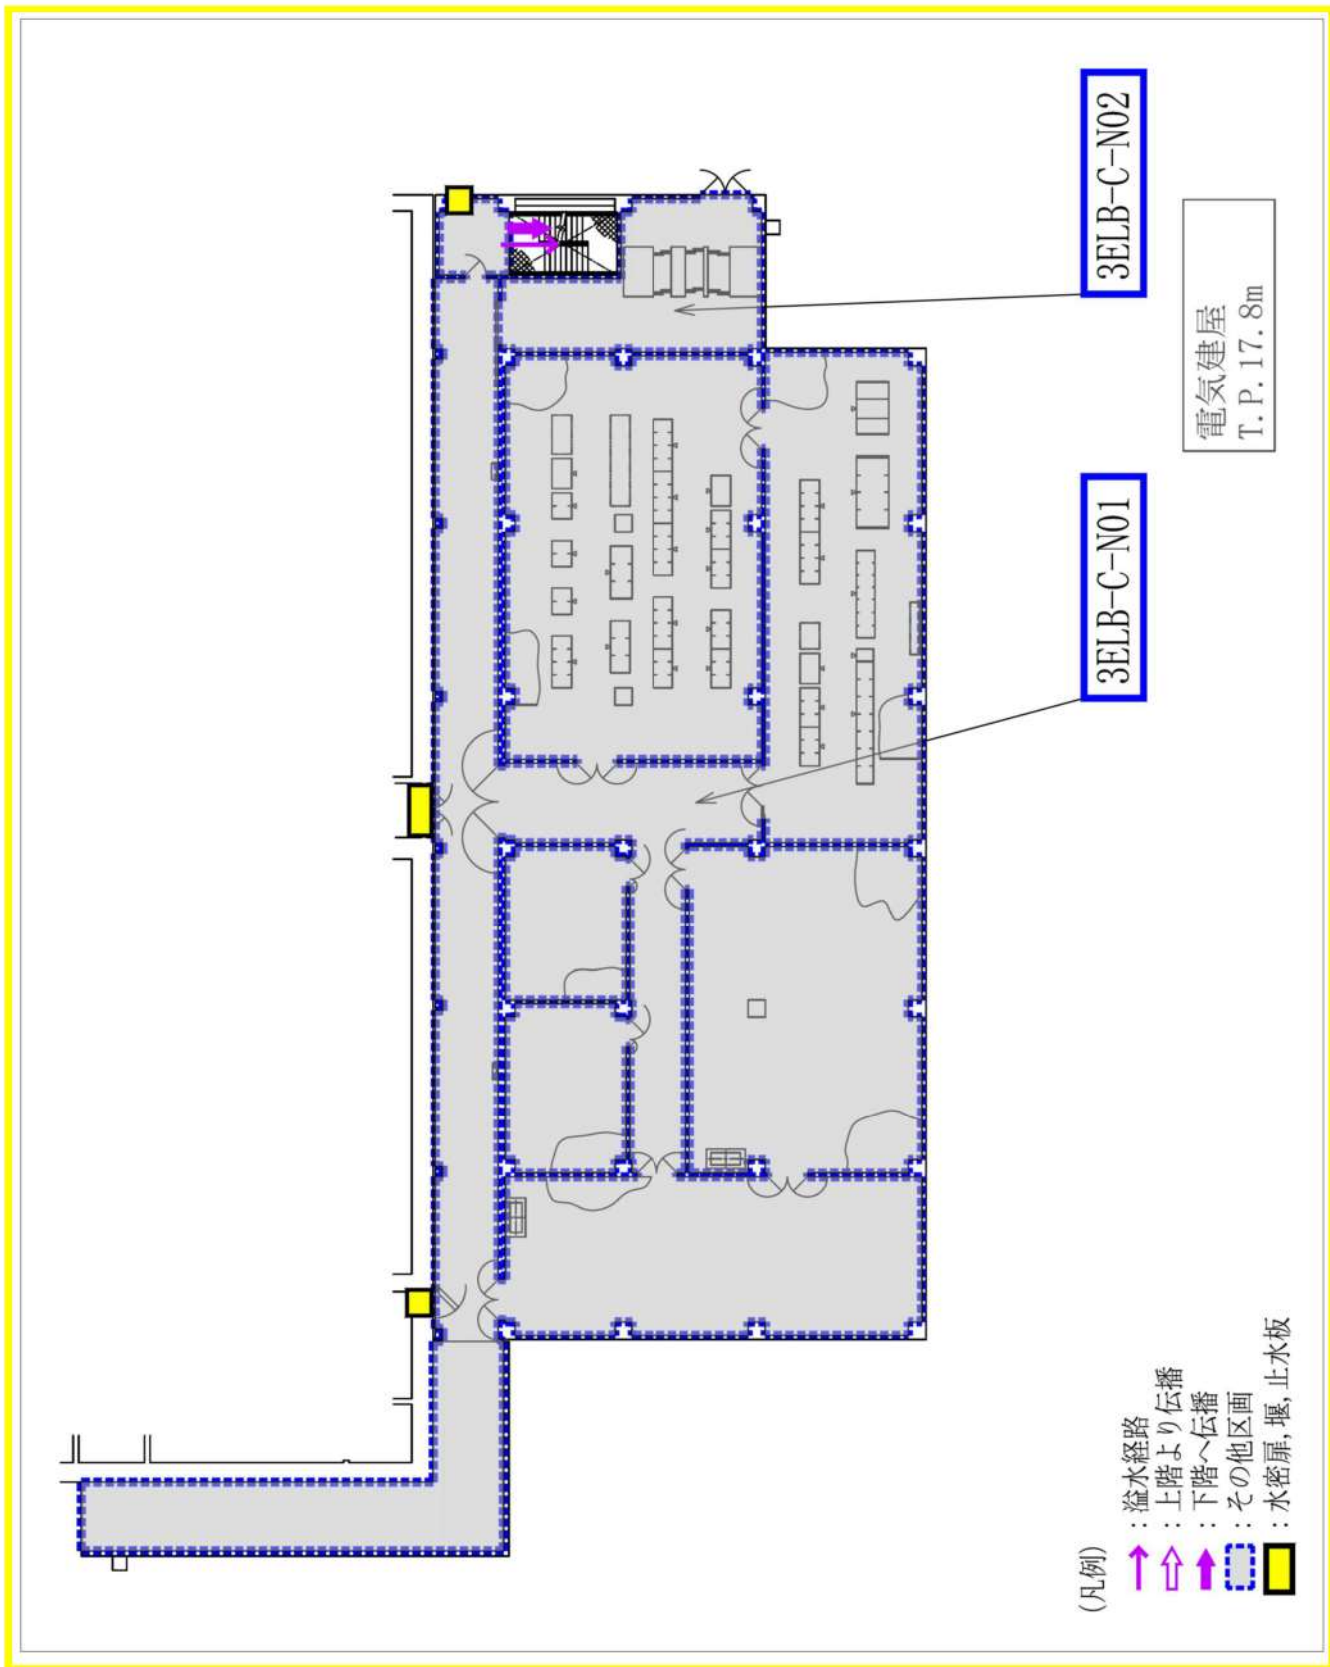 3ELB-C-N01
3ELB-C-N02
電気建屋
T.P.17.8m
(凡例)
：溢水経路
：上階より伝播
：下階へ伝播
：その他区画
：水密扉,堰,止水板